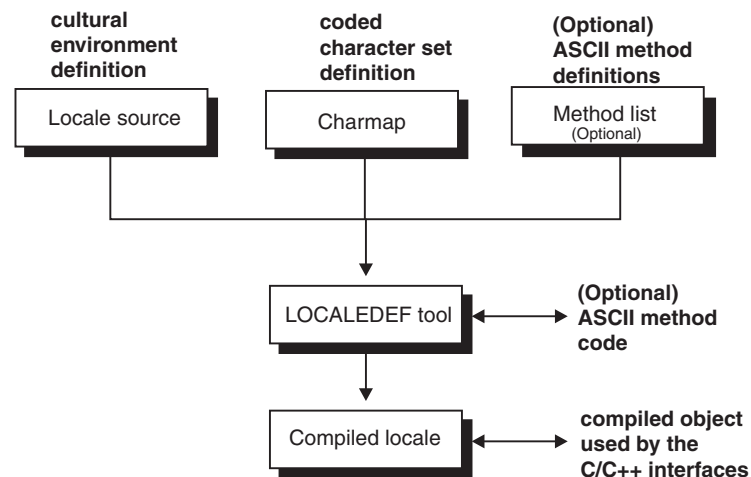 cultural
environment
definition
coded
character set
definition
(Optional)
ASCII method
definitions
Locale source
Charmap
Method list
(Optional)
LOCALEDEF tool
(Optional)
ASCII method
code
Compiled locale
compiled object
used by the
C/C++ interfaces